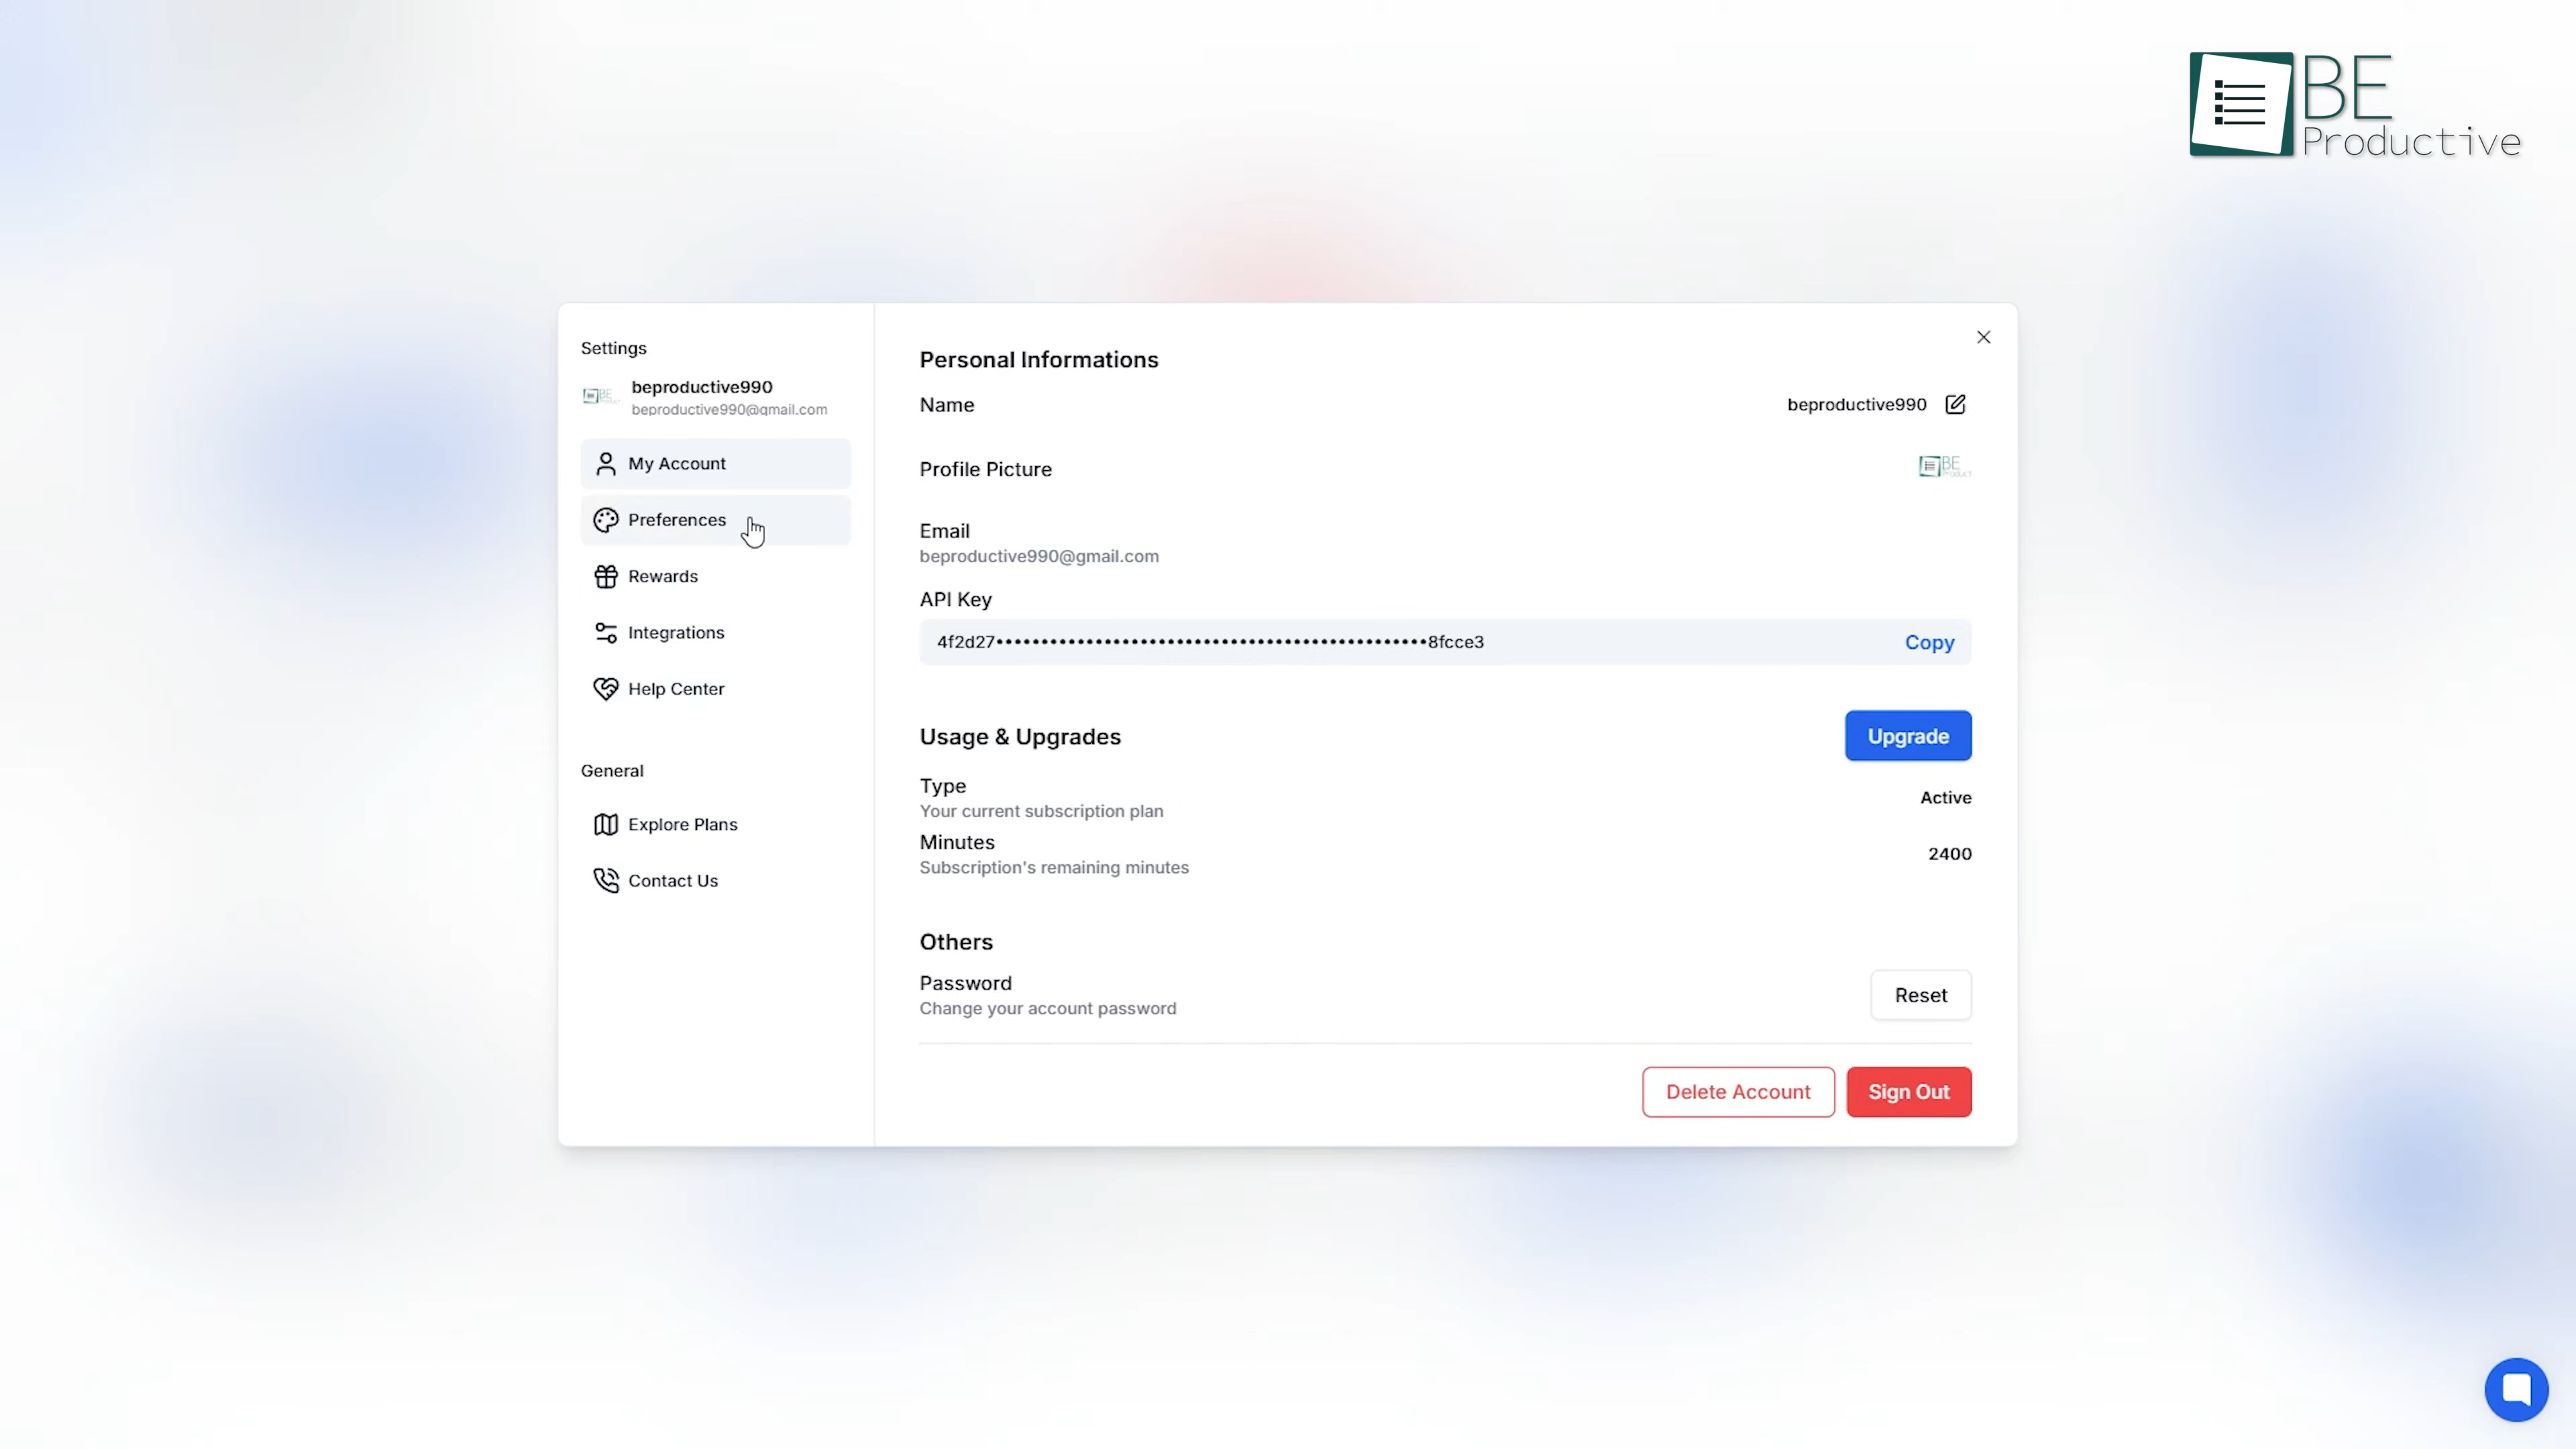 BE
Productive
Settings
beproductive990
beproductive990@gmail.com
My Account
Preferences
Rewards
Integrations
Help Center
General
Explore Plans
Contact Us
Personal Informations
Name
beproductive990
Profile Picture
BE
Product
Email
beproductive990@gmail.com
API Key
4f2d27••••••••••••••••••••••••••••••••••••••••••••••••••••8fcce3
Copy
Usage & Upgrades
Upgrade
Type
Your current subscription plan
Active
Minutes
Subscription's remaining minutes
2400
Others
Password
Change your account password
Reset
Delete Account
Sign Out